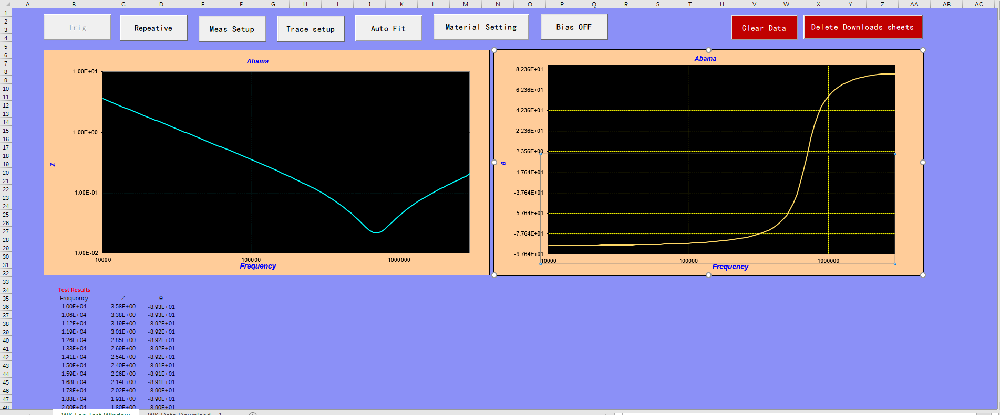 A B C D E F G H I J K L M N O P Q R S T U V W X Y Z AA AB AC
1
2
3
4
5
6
7
8
9
10
11
12
13
14
15
16
17
18
19
20
21
22
23
24
25
26
27
28
29
30
31
32
33
34
35
36
37
38
39
40
41
42
43
44
45
46
47
48
Trig
Repeative
Meas Setup
Trace setup
Auto Fit
Material Setting
Bias OFF
Clear Data
Delete Downloads sheets
Abama
1.00E+01
1.00E+00
1.00E-01
1.00E-02
Z
10000 100000 1000000
Frequency
Abama
8.236E+01
6.236E+01
4.236E+01
2.236E+01
2.356E+00
-1.764E+01
-3.764E+01
-5.764E+01
-7.764E+01
-9.764E+01
θ
10000 100000 1000000
Frequency
Test Results
Frequency Z θ
1.00E+04 3.58E+00 -8.93E+01
1.06E+04 3.38E+00 -8.93E+01
1.12E+04 3.19E+00 -8.92E+01
1.19E+04 3.01E+00 -8.92E+01
1.26E+04 2.85E+00 -8.92E+01
1.33E+04 2.69E+00 -8.92E+01
1.41E+04 2.54E+00 -8.92E+01
1.50E+04 2.40E+00 -8.91E+01
1.59E+04 2.26E+00 -8.91E+01
1.68E+04 2.14E+00 -8.91E+01
1.78E+04 2.02E+00 -8.90E+01
1.88E+04 1.91E+00 -8.90E+01
2.00E+04 1.80E+00 -8.90E+01